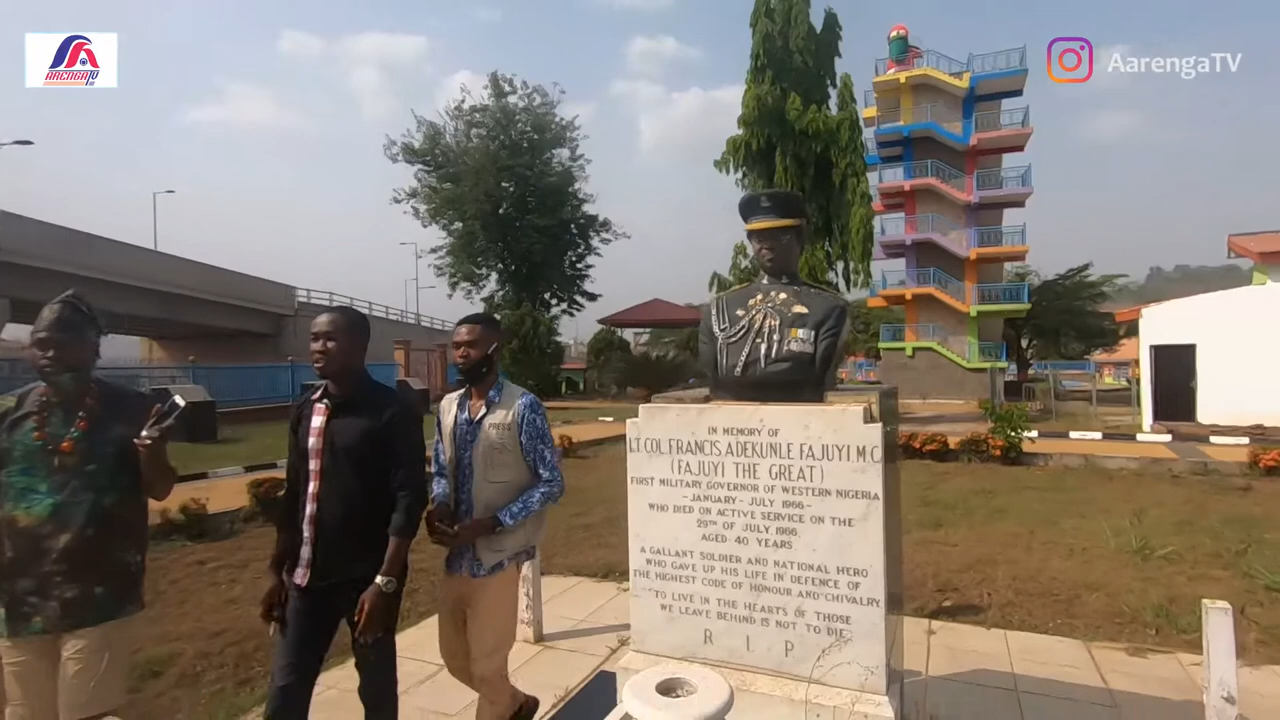 ARENGATV
AarengaTV
PRESS
IN MEMORY OF
LT. COL. FRANCIS ADEKUNLE FAJUYI. M.C.
(FAJUYI THE GREAT)
FIRST MILITARY GOVERNOR OF WESTERN NIGERIA
- JANUARY - JULY 1966 -
WHO DIED ON ACTIVE SERVICE ON THE
29TH OF JULY, 1966.
AGED 40 YEARS
A GALLANT SOLDIER AND NATIONAL HERO
WHO GAVE UP HIS LIFE IN DEFENCE OF
THE HIGHEST CODE OF HONOUR AND CHIVALRY
"TO LIVE IN THE HEARTS OF THOSE
WE LEAVE BEHIND IS NOT TO DIE"
R I P